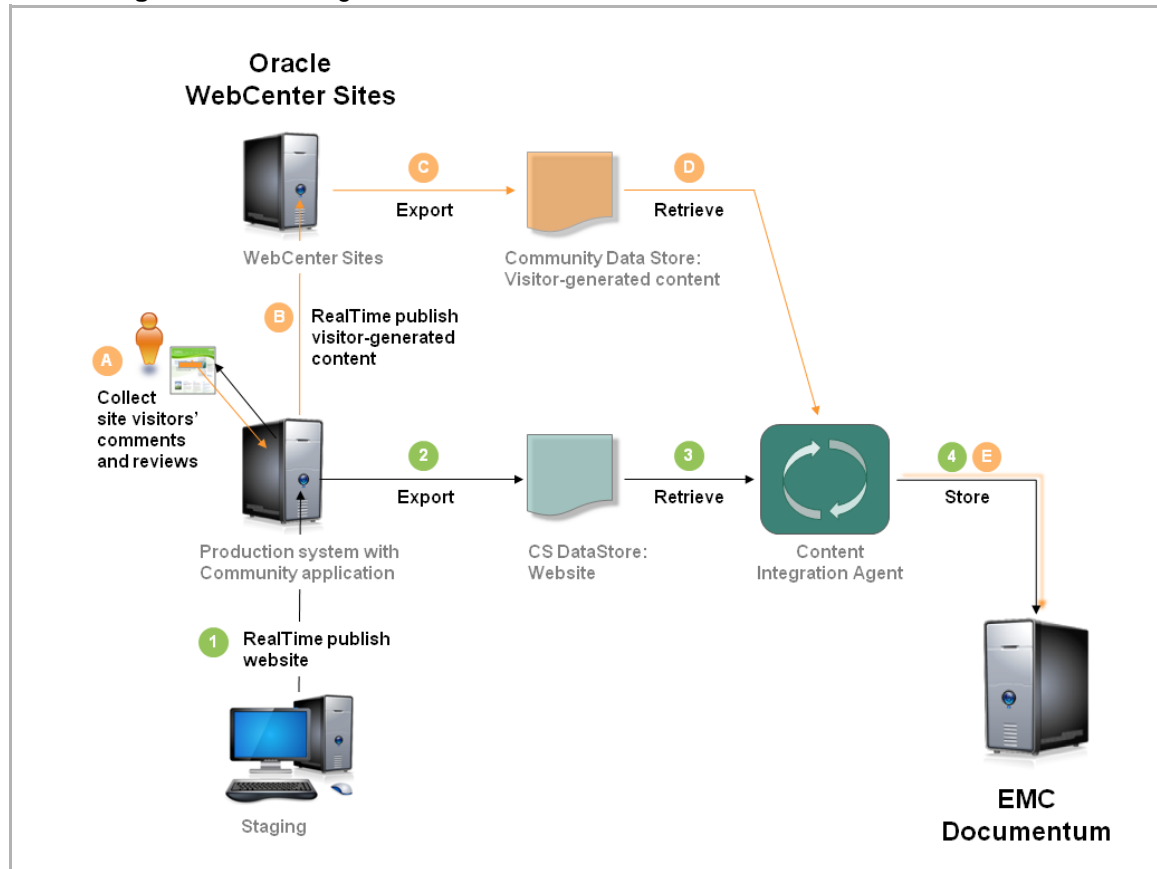 Oracle
WebCenter Sites
C
D
Export
Retrieve
WebCenter Sites
Community Data Store:
Visitor-generated content
B
RealTime publish
visitor-generated
content
A
Collect
site visitors'
comments
and reviews
2
3
4
E
Export
Retrieve
Store
Production system with
Community application
CS DataStore:
Website
Content
Integration Agent
1
RealTime publish
website
Staging
EMC
Documentum